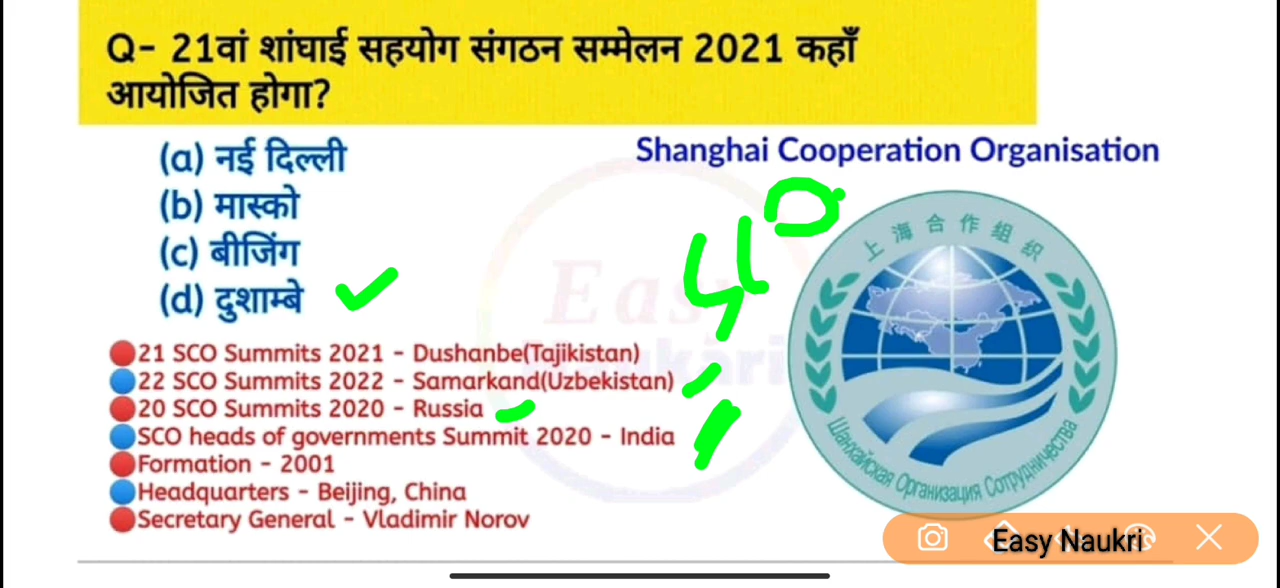 Q- 21वां शांघाई सहयोग संगठन सम्मेलन 2021 कहाँ
आयोजित होगा?
(a) नई दिल्ली
(b) मास्को
(c) बीजिंग
(d) दुशाम्बे
Shanghai Cooperation Organisation
上海合作组织
Шанхайская Организация Сотрудничества
21 SCO Summits 2021 - Dushanbe(Tajikistan)
22 SCO Summits 2022 - Samarkand(Uzbekistan)
20 SCO Summits 2020 - Russia
SCO heads of governments Summit 2020 - India
Formation - 2001
Headquarters - Beijing, China
Secretary General - Vladimir Norov
Easy Naukri